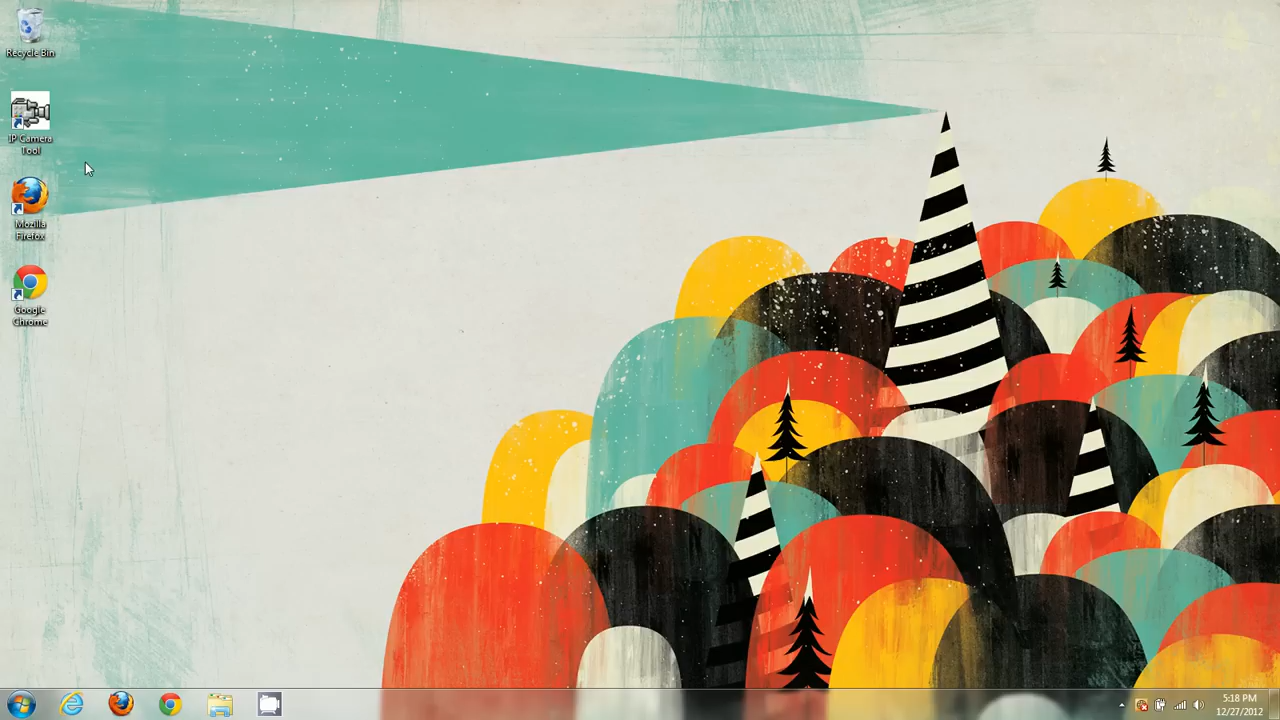 Recycle Bin
IP Camera
Tool
Mozilla
Firefox
Google
Chrome
5:18 PM
12/27/2012